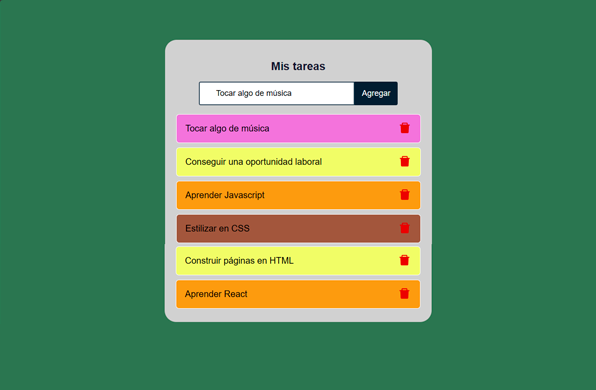 Mis tareas
Tocar algo de música
Agregar
Tocar algo de música
Conseguir una oportunidad laboral
Aprender Javascript
Estilizar en CSS
Construir páginas en HTML
Aprender React